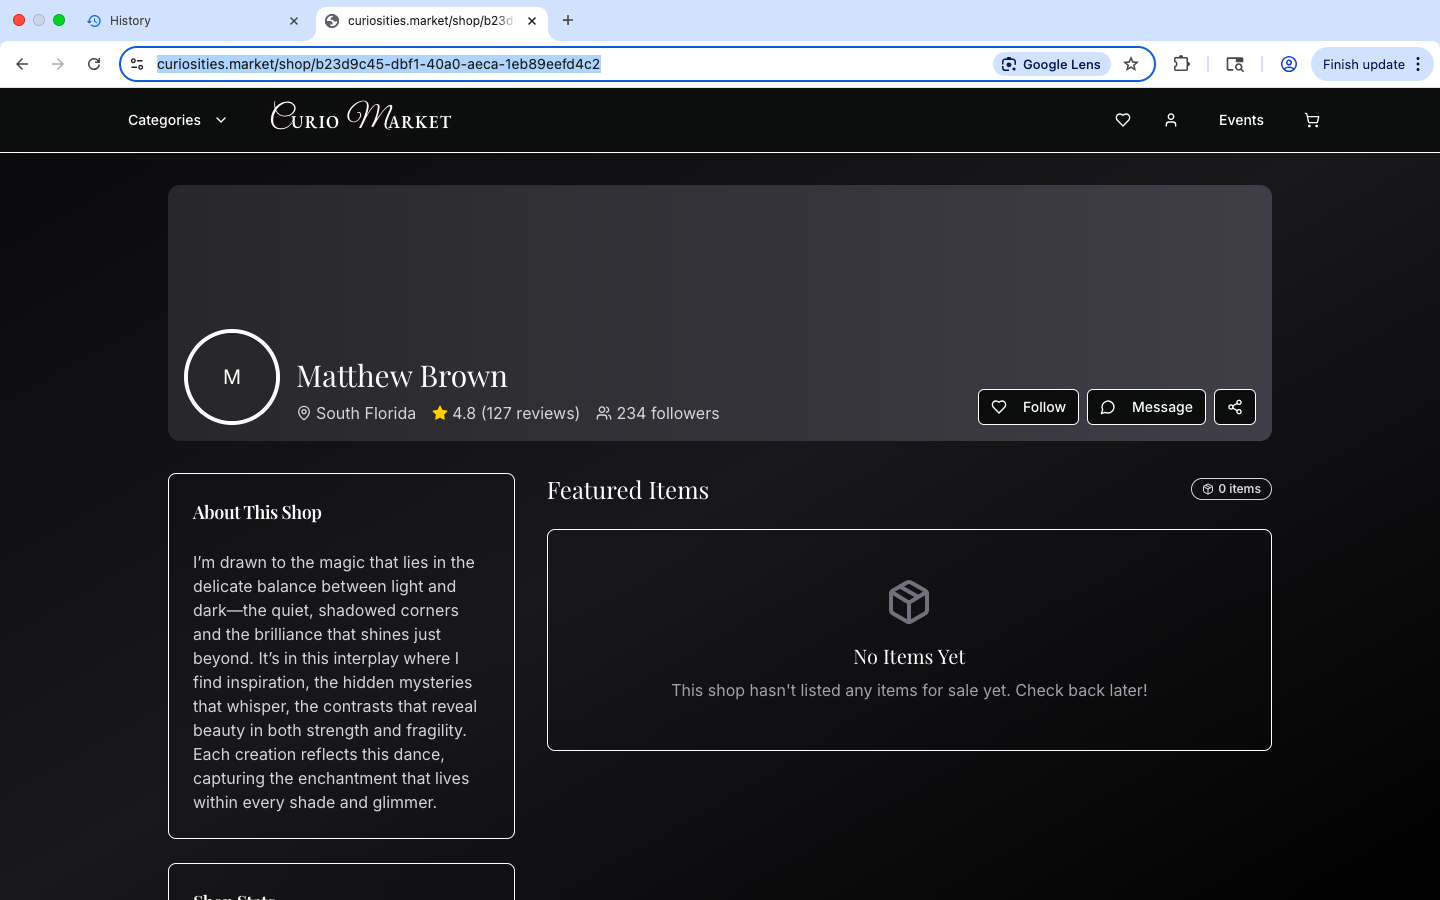 History
curiosities.market/shop/b23d
curiosities.market/shop/b23d9c45-dbf1-40a0-aeca-1eb89eefd4c2
Google Lens
Finish update
Categories
Curio Market
Events
M
Matthew Brown
South Florida
4.8 (127 reviews)
234 followers
Follow
Message
About This Shop
I’m drawn to the magic that lies in the
delicate balance between light and
dark—the quiet, shadowed corners
and the brilliance that shines just
beyond. It’s in this interplay where I
find inspiration, the hidden mysteries
that whisper, the contrasts that reveal
beauty in both strength and fragility.
Each creation reflects this dance,
capturing the enchantment that lives
within every shade and glimmer.
Shop Stats
Featured Items
0 items
No Items Yet
This shop hasn't listed any items for sale yet. Check back later!